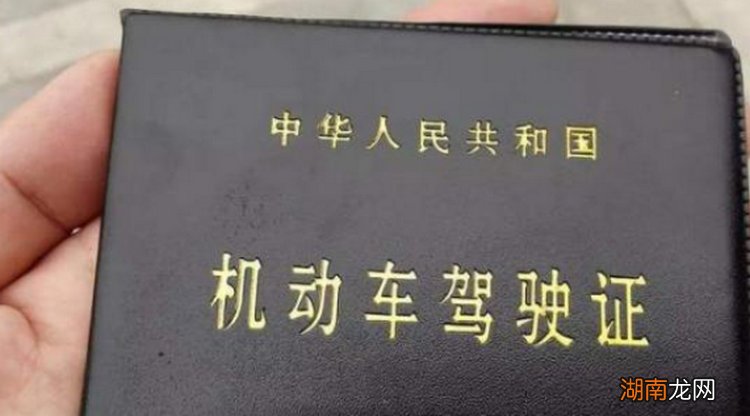 中华人民共和国
机动车驾驶证
湖南龙网